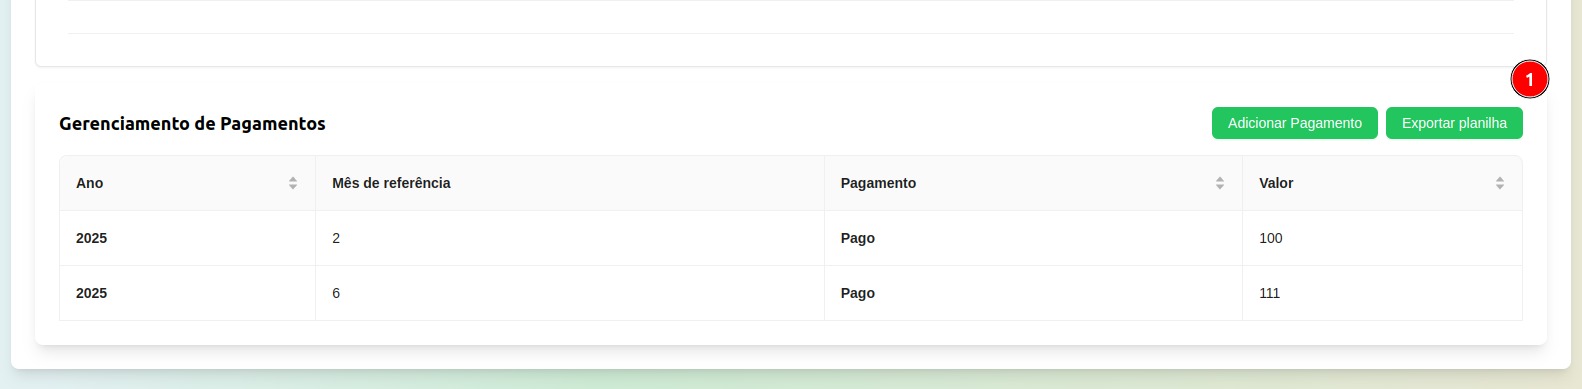 1
Gerenciamento de Pagamentos Adicionar Pagamento Exportar planilha
Ano Mês de referência Pagamento Valor
2025 2 Pago 100
2025 6 Pago 111